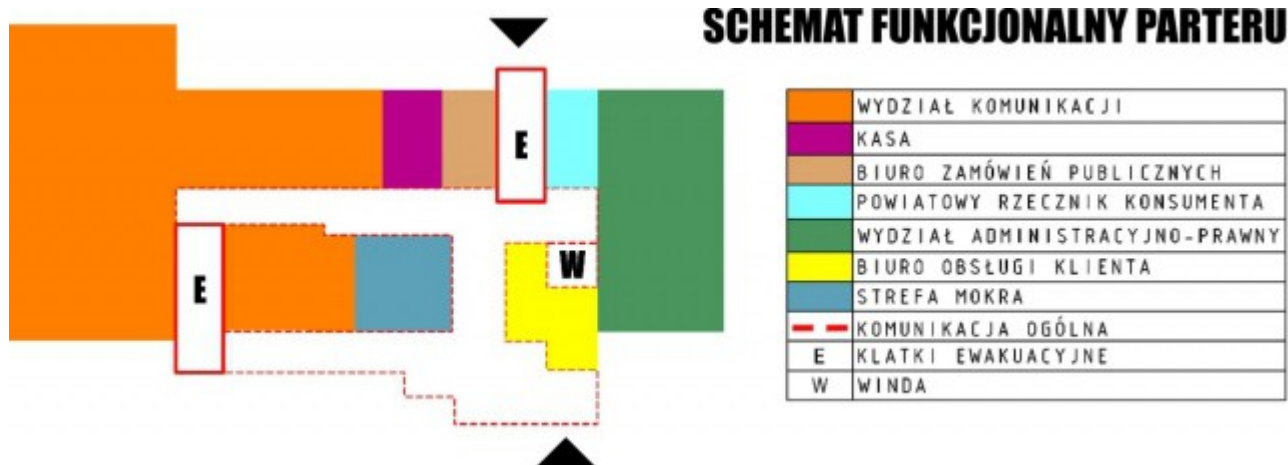 SCHEMAT FUNKCJONALNY PARTERU
E
E
W
WYDZIAŁ KOMUNIKACJI
KASA
BIURO ZAMÓWIEŃ PUBLICZNYCH
POWIATOWY RZECZNIK KONSUMENTA
WYDZIAŁ ADMINISTRACYJNO-PRAWNY
BIURO OBSŁUGI KLIENTA
STREFA MOKRA
KOMUNIKACJA OGÓLNA
E KLATKI EWAKUACYJNE
W WINDA